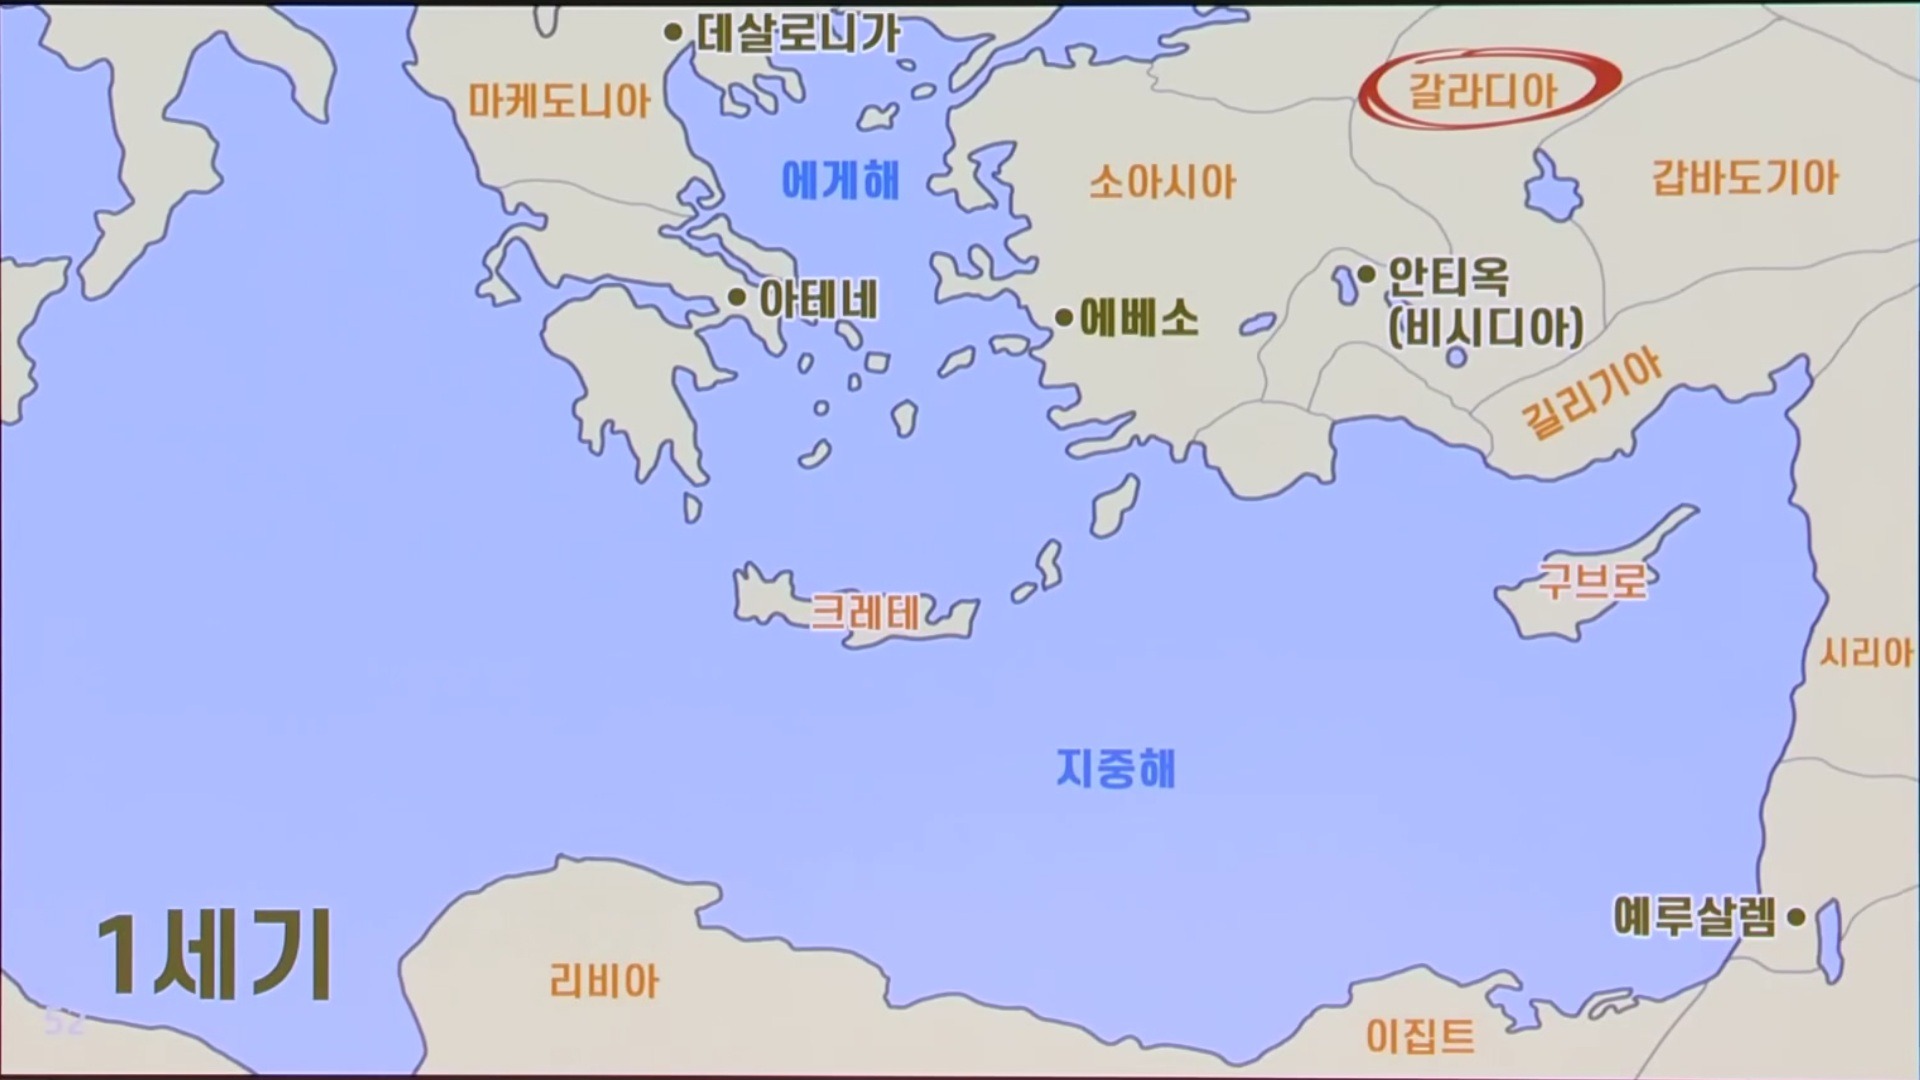 데살로니가
마케도니아
갈라디아
에게해
소아시아
갑바도기아
안티옥
(비시디아)
아테네
에베소
길리기아
크레테
구브로
시리아
지중해
예루살렘
1세기
리비아
이집트
52